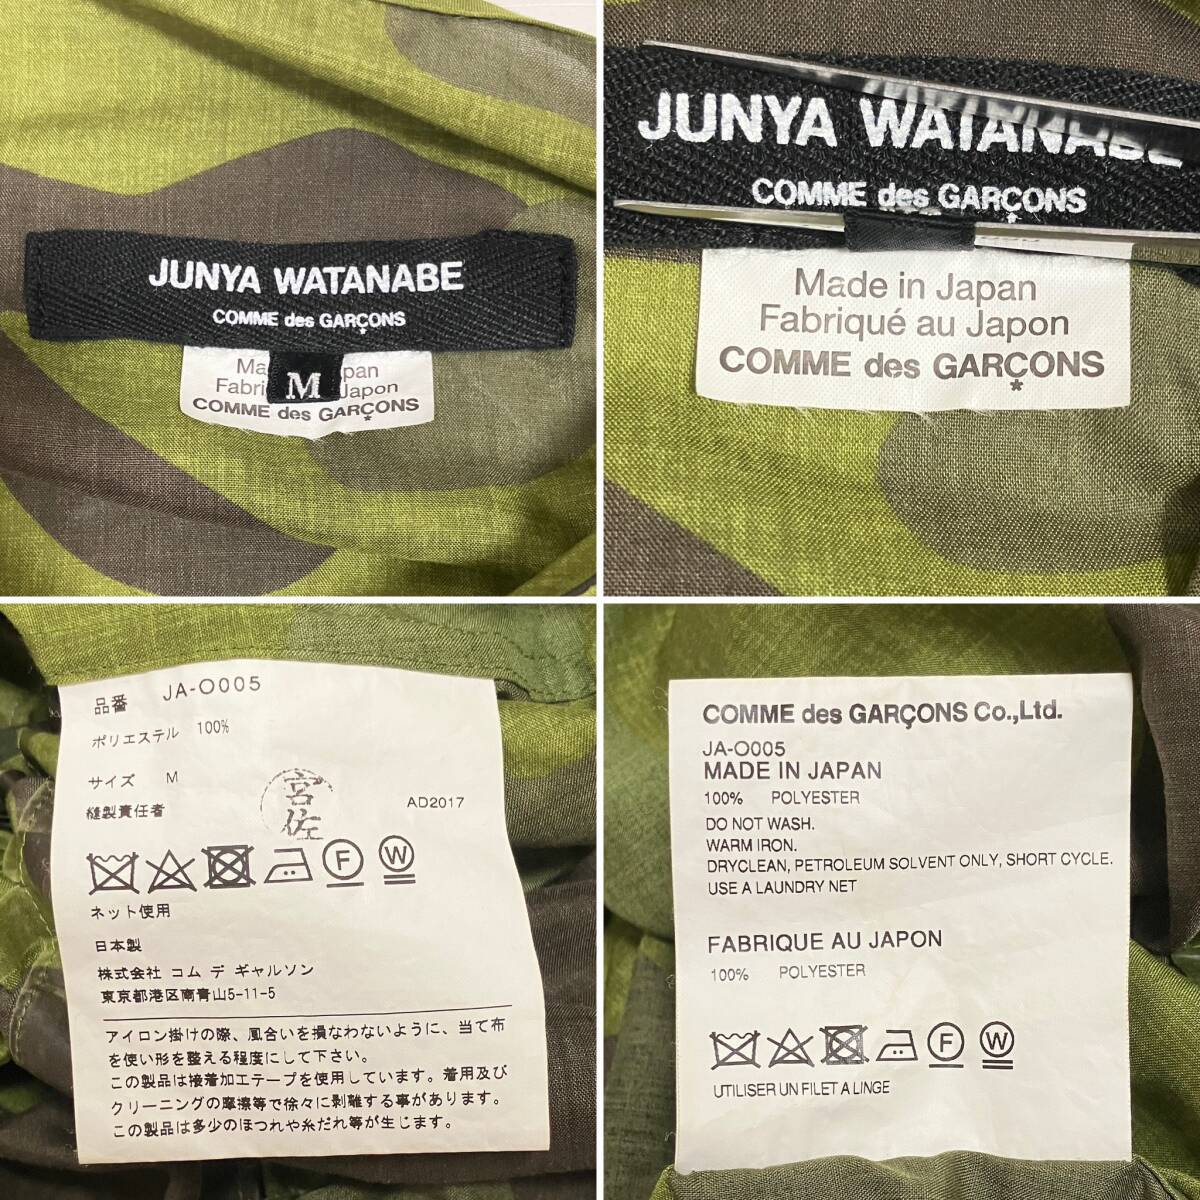 JUNYA WATANABE
COMME des GARÇONS
M
Ma pan
Fabri Japon
COMME des GARÇONS
JUNYA WATANABE
COMME des GARÇONS
Made in Japan
Fabriqué au Japon
COMME des GARÇONS
品番 JA-O005
ポリエステル 100%
サイズ M
縫製責任者
宮佐
AD2017
F
W
ネット使用
日本製
株式会社 コム デ ギャルソン
東京都港区南青山5-11-5
アイロン掛けの際、風合いを損なわないように、当て布
を使い形を整える程度にして下さい。
この製品は接着加工テープを使用しています。着用及び
クリーニングの摩擦等で徐々に剥離する事があります。
この製品は多少のほつれや糸だれ等が生じます。
COMME des GARÇONS Co.,Ltd.
JA-O005
MADE IN JAPAN
100% POLYESTER
DO NOT WASH.
WARM IRON.
DRYCLEAN, PETROLEUM SOLVENT ONLY, SHORT CYCLE.
USE A LAUNDRY NET
FABRIQUE AU JAPON
100% POLYESTER
F
W
UTILISER UN FILET A LINGE